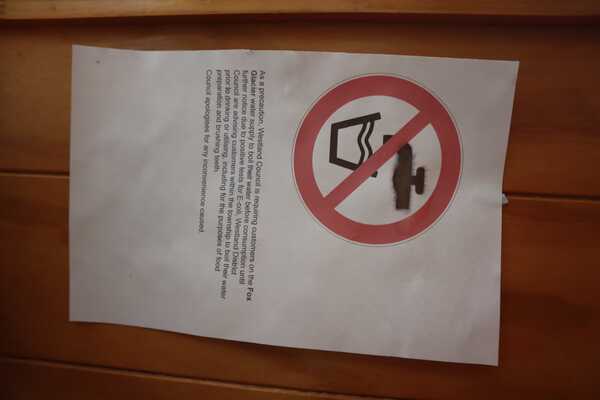 As a precaution, Westland Council is requiring customers on the Fox
Glacier water supply to boil their water before consumption until
further notice due to positive tests for E-coli, Westland District
Council are advising customers within the township to boil their water
prior to drinking or utilising, including for the purposes of food
preparation and brushing teeth.
Council apologises for any inconvenience caused.